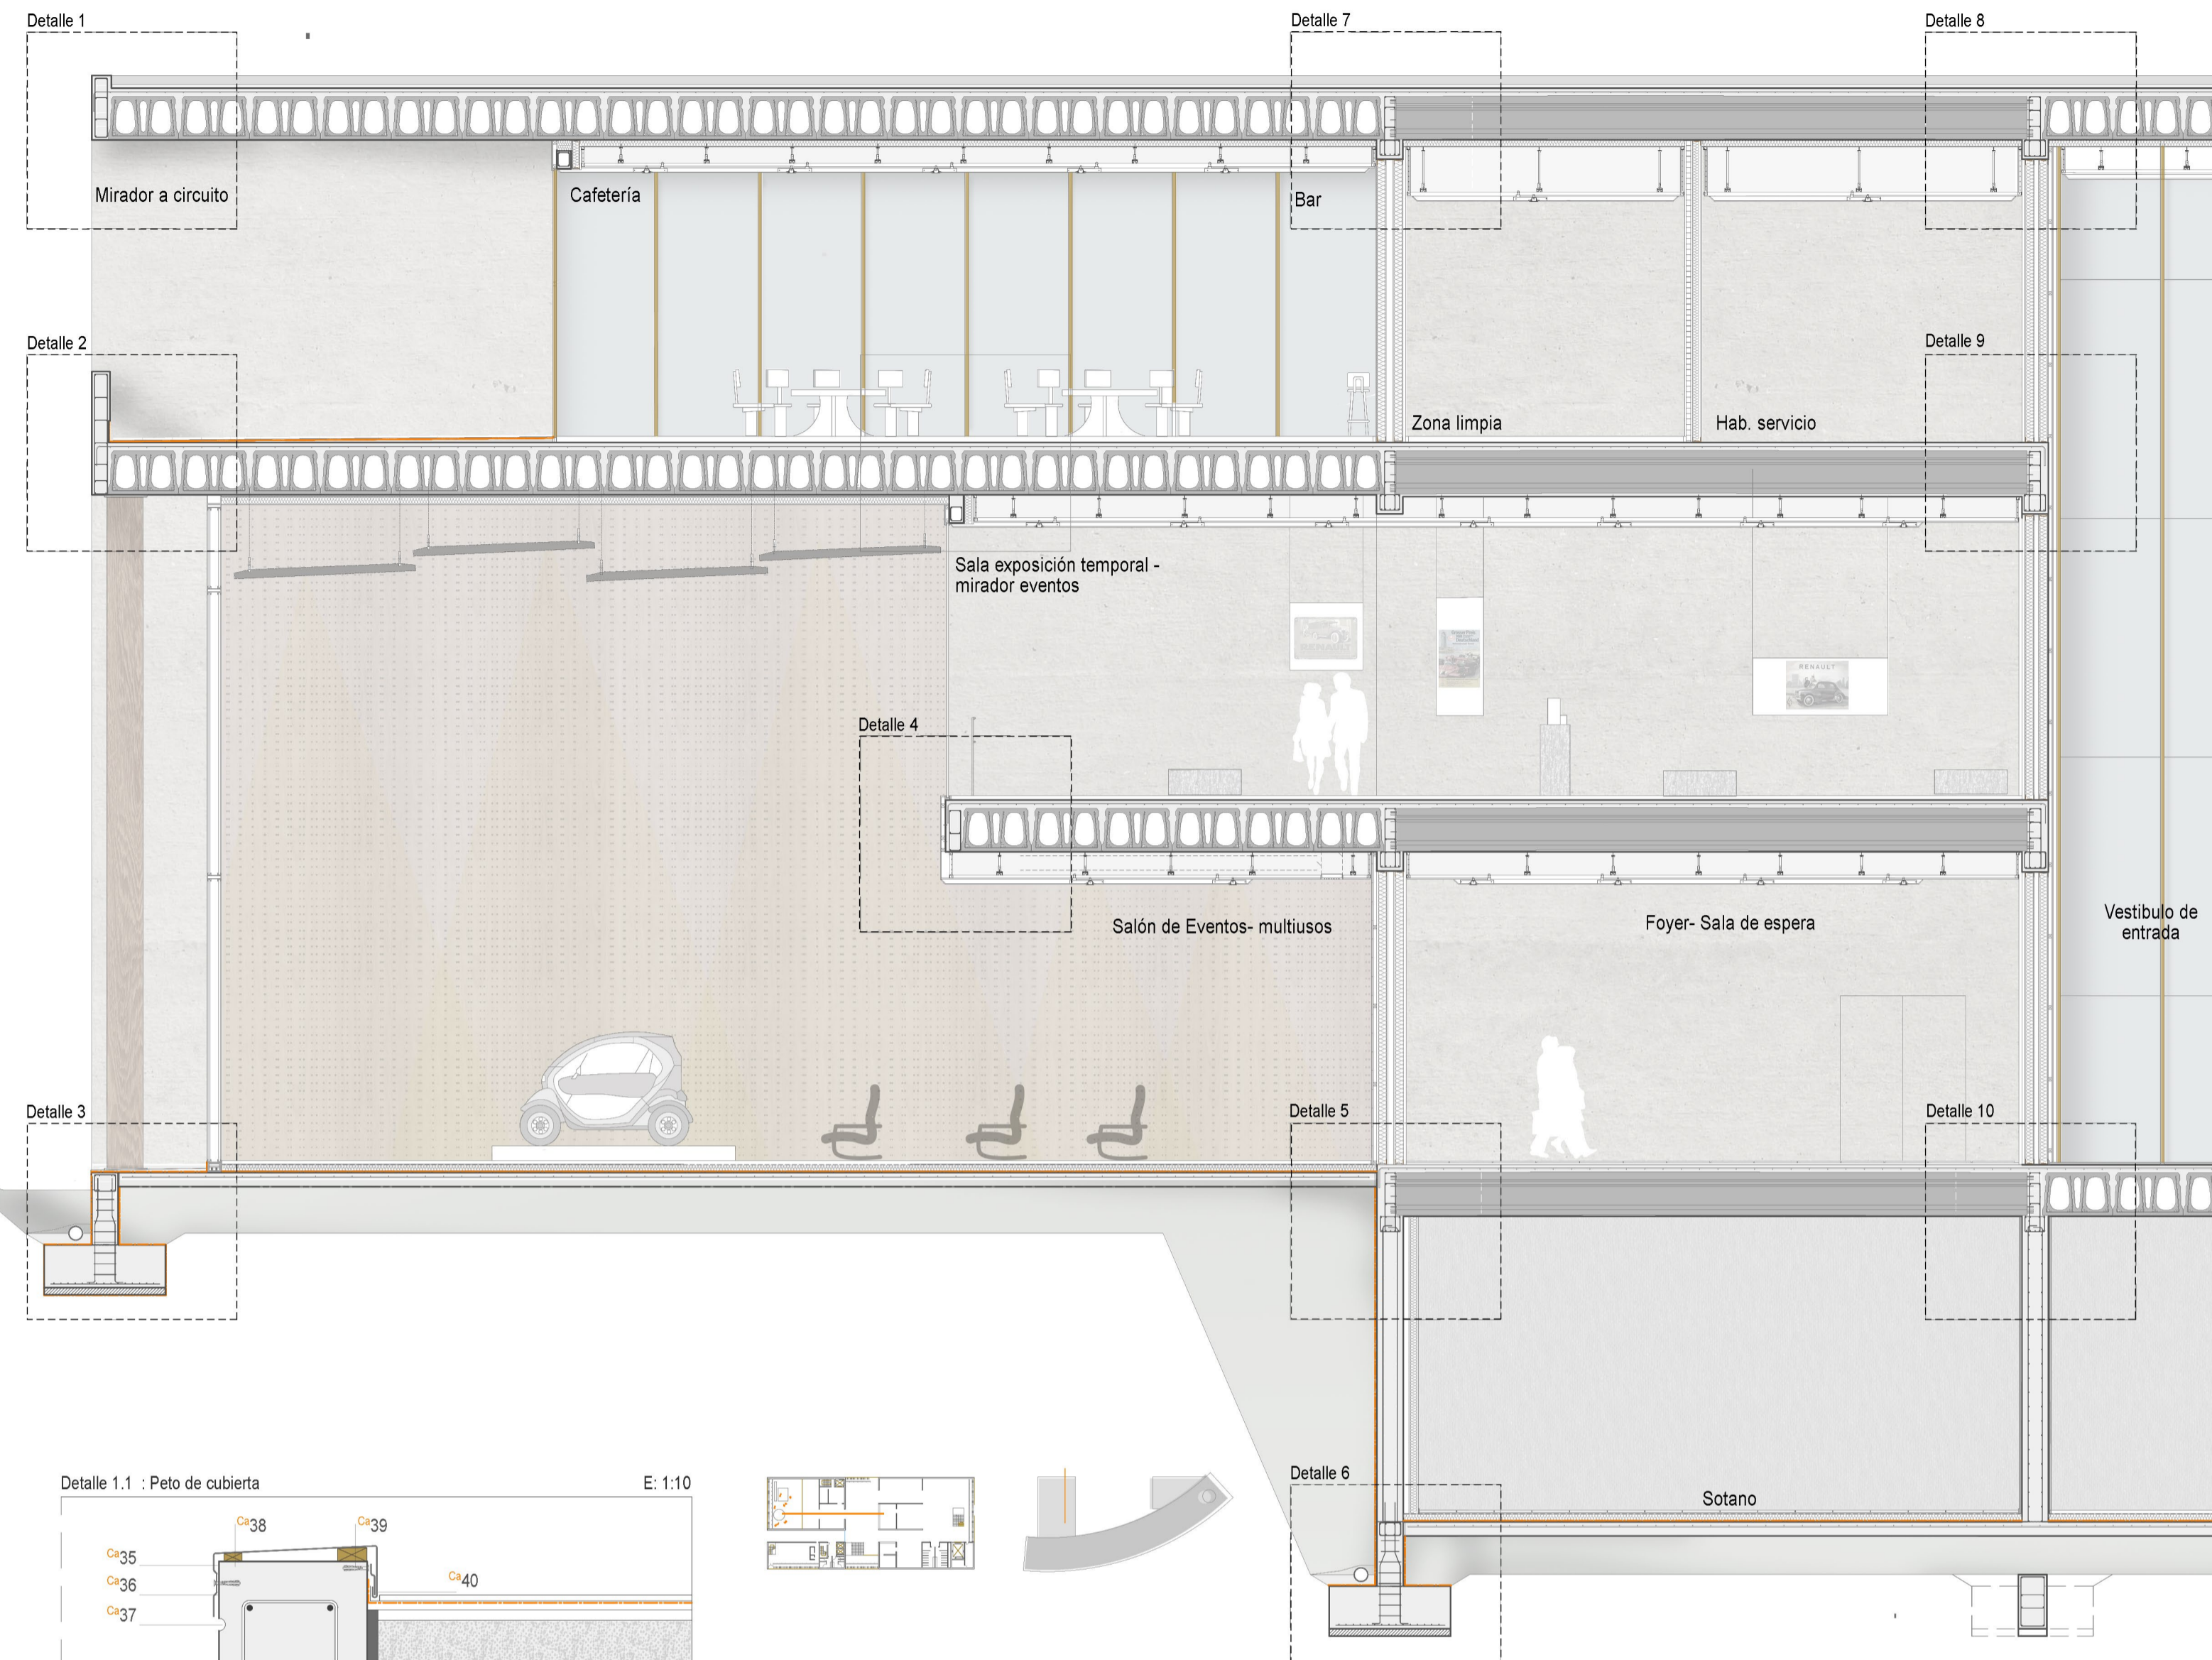 Detalle 1
Detalle 7
Detalle 8
Mirador a circuito
Cafetería
Bar
Detalle 2
Detalle 9
Zona limpia
Hab. servicio
Sala exposición temporal -
mirador eventos
RENAULT
RENAULT
Detalle 4
Salón de Eventos- multiusos
Foyer- Sala de espera
Vestibulo de
entrada
Detalle 3
Detalle 5
Detalle 10
Detalle 6
Sotano
Detalle 1.1 : Peto de cubierta
E: 1:10
Ca38
Ca39
Ca35
Ca36
Ca40
Ca37